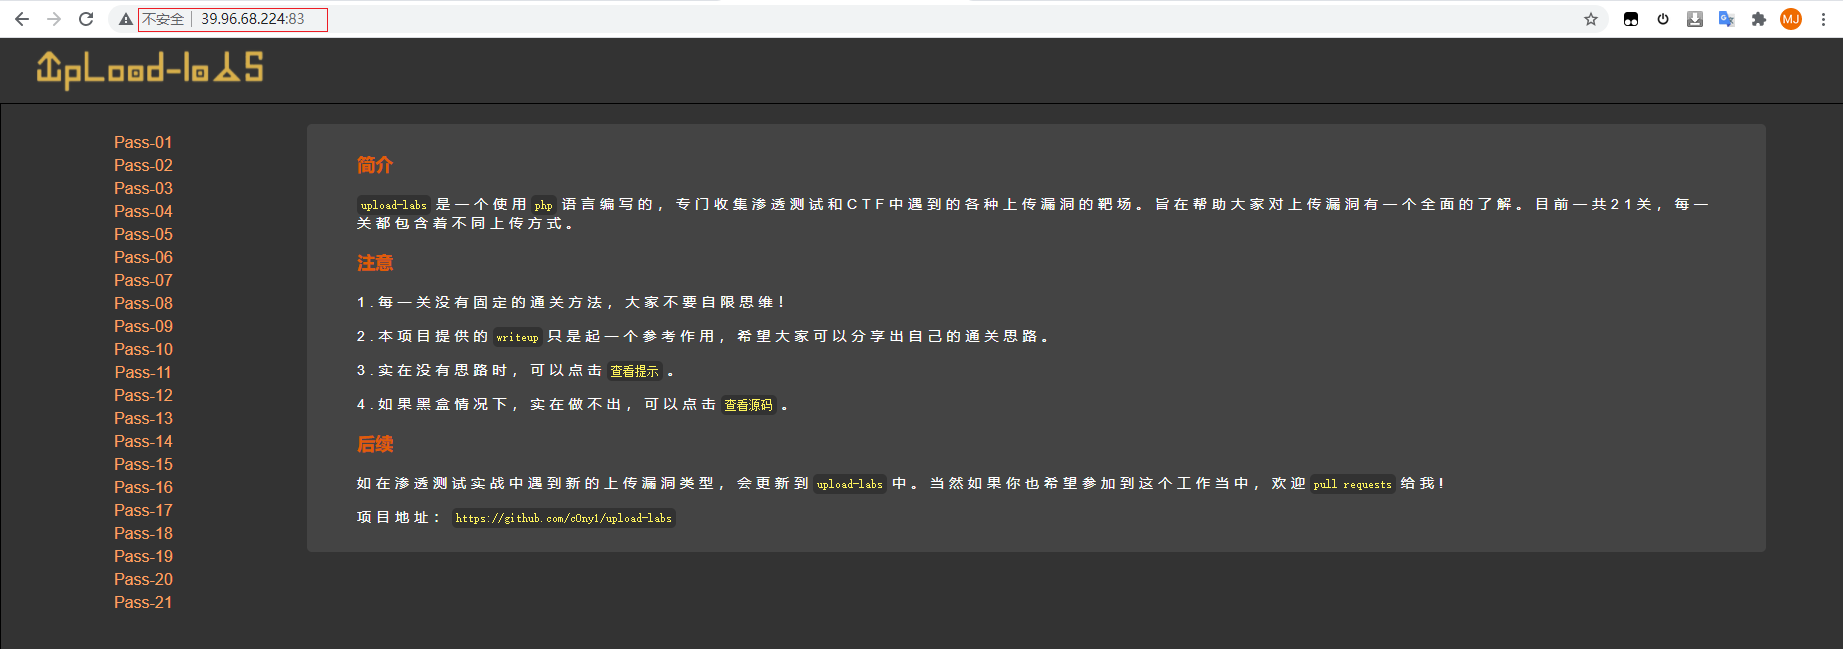 不安全 39.96.68.224:83
MJ
UpLoad-labS
Pass-01
Pass-02
Pass-03
Pass-04
Pass-05
Pass-06
Pass-07
Pass-08
Pass-09
Pass-10
Pass-11
Pass-12
Pass-13
Pass-14
Pass-15
Pass-16
Pass-17
Pass-18
Pass-19
Pass-20
Pass-21
简介
upload-labs 是一个使用 php 语言编写的，专门收集渗透测试和CTF中遇到的各种上传漏洞的靶场。旨在帮助大家对上传漏洞有一个全面的了解。目前一共21关，每一
关都包含着不同上传方式。
注意
1.每一关没有固定的通关方法，大家不要自限思维！
2.本项目提供的 writeup 只是起一个参考作用，希望大家可以分享出自己的通关思路。
3.实在没有思路时，可以点击 查看提示 。
4.如果黑盒情况下，实在做不出，可以点击 查看源码 。
后续
如在渗透测试实战中遇到新的上传漏洞类型，会更新到 upload-labs 中。当然如果你也希望参加到这个工作当中，欢迎 pull requests 给我！
项目地址： https://github.com/c0ny1/upload-labs